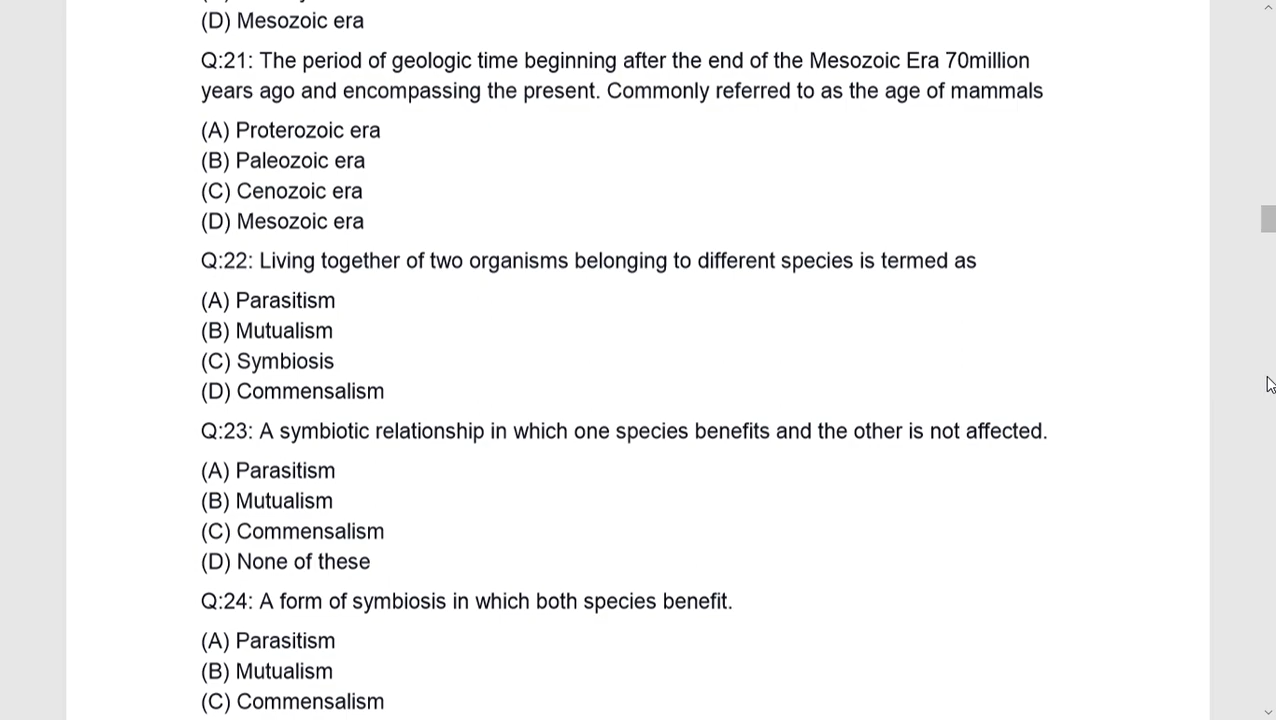 (D) Mesozoic era
Q:21: The period of geologic time beginning after the end of the Mesozoic Era 70million
years ago and encompassing the present. Commonly referred to as the age of mammals
(A) Proterozoic era
(B) Paleozoic era
(C) Cenozoic era
(D) Mesozoic era
Q:22: Living together of two organisms belonging to different species is termed as
(A) Parasitism
(B) Mutualism
(C) Symbiosis
(D) Commensalism
Q:23: A symbiotic relationship in which one species benefits and the other is not affected.
(A) Parasitism
(B) Mutualism
(C) Commensalism
(D) None of these
Q:24: A form of symbiosis in which both species benefit.
(A) Parasitism
(B) Mutualism
(C) Commensalism